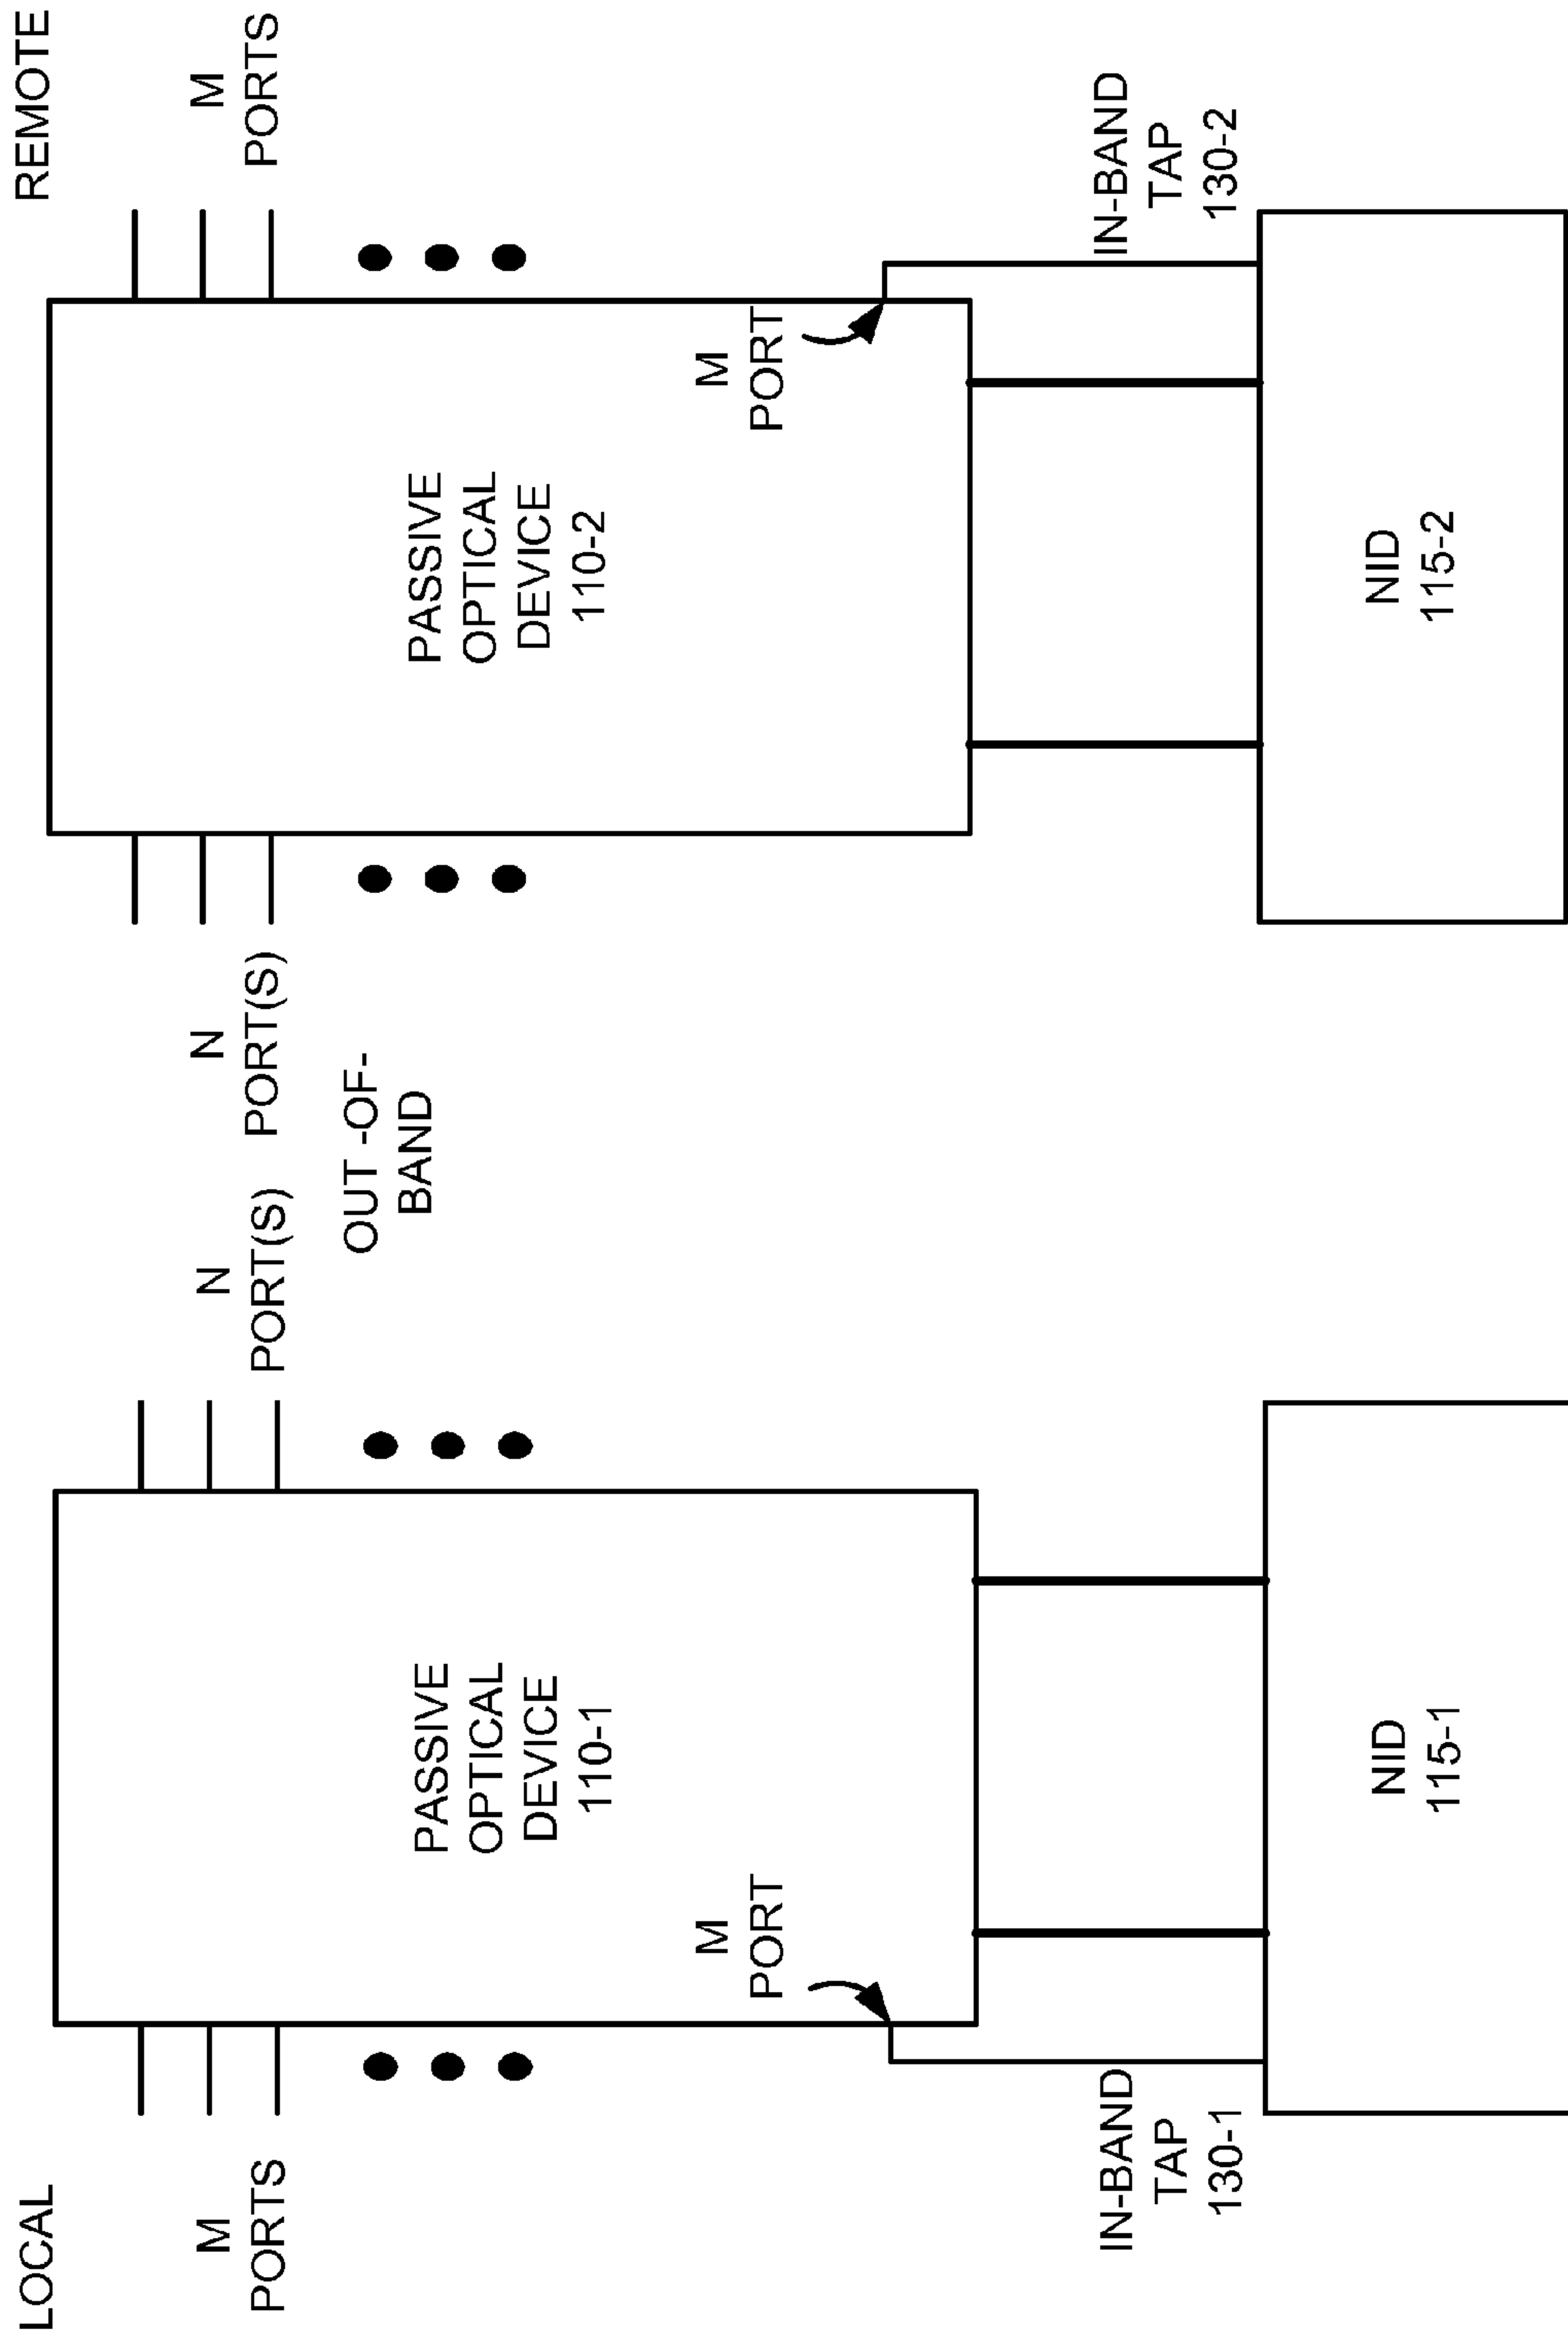 LOCAL
REMOTE
M
PORTS
N
PORT(S)
N
PORT(S)
M
PORTS
OUT -OF-
BAND
PASSIVE
OPTICAL
DEVICE
110-1
PASSIVE
OPTICAL
DEVICE
110-2
M
PORT
M
PORT
IN-BAND
TAP
130-1
IN-BAND
TAP
130-2
NID
115-1
NID
115-2